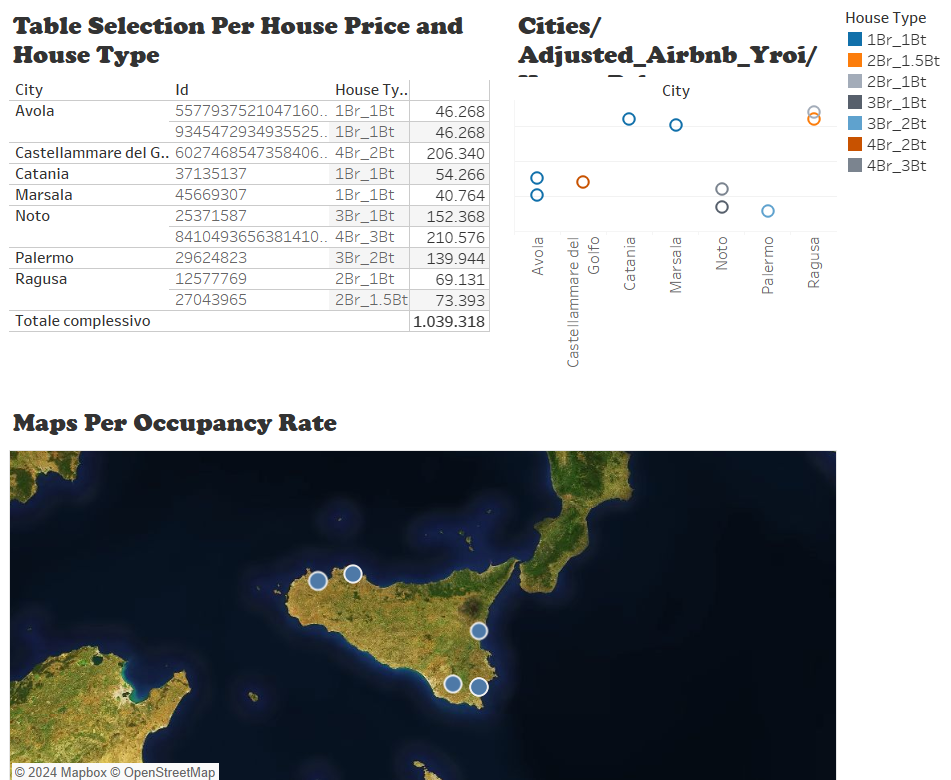 Table Selection Per House Price and
House Type
City Id House Ty..
Avola 5577937521047160.. 1Br_1Bt 46.268
9345472934935525.. 1Br_1Bt 46.268
Castellammare del G.. 6027468547358406.. 4Br_2Bt 206.340
Catania 37135137 1Br_1Bt 54.266
Marsala 45669307 1Br_1Bt 40.764
Noto 25371587 3Br_1Bt 152.368
8410493656381410.. 4Br_3Bt 210.576
Palermo 29624823 3Br_2Bt 139.944
Ragusa 12577769 2Br_1Bt 69.131
27043965 2Br_1.5Bt 73.393
Totale complessivo 1.039.318
Cities/
Adjusted_Airbnb_Yroi/
City
Avola
Castellammare del
Golfo
Catania
Marsala
Noto
Palermo
Ragusa
House Type
1Br_1Bt
2Br_1.5Bt
2Br_1Bt
3Br_1Bt
3Br_2Bt
4Br_2Bt
4Br_3Bt
Maps Per Occupancy Rate
© 2024 Mapbox © OpenStreetMap